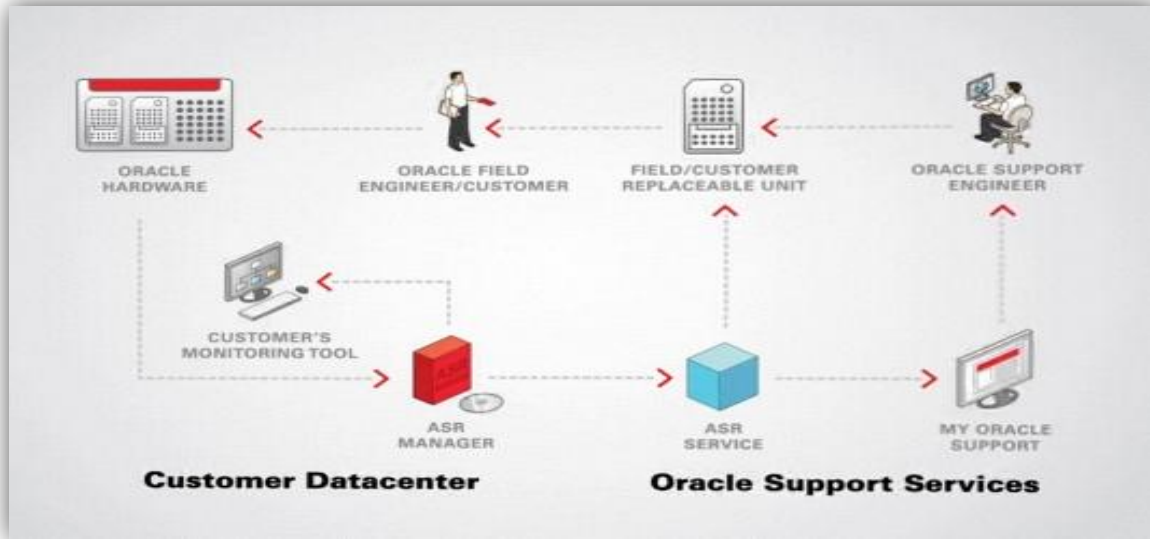 ORACLE
HARDWARE
ORACLE FIELD
ENGINEER/CUSTOMER
FIELD/CUSTOMER
REPLACEABLE UNIT
ORACLE SUPPORT
ENGINEER
CUSTOMER'S
MONITORING TOOL
ASR
ASR
MANAGER
ASR
SERVICE
MY ORACLE
SUPPORT
Customer Datacenter
Oracle Support Services